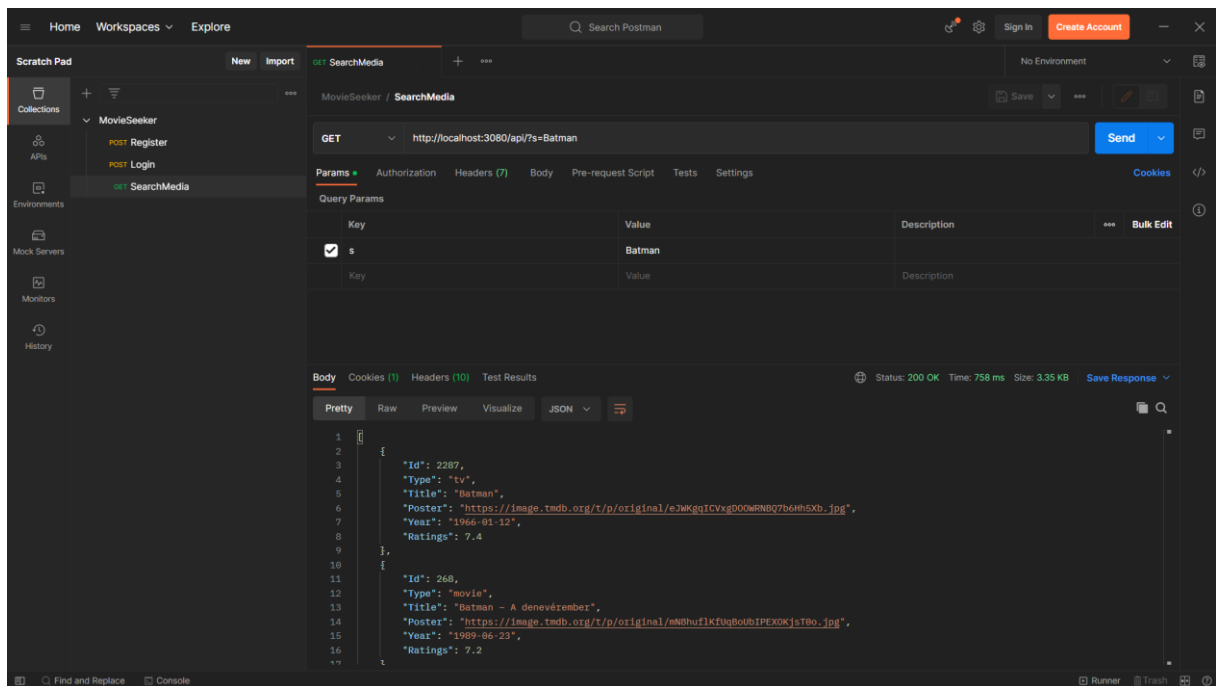 Home Workspaces Explore Search Postman Sign In Create Account
Scratch Pad New Import GET SearchMedia No Environment
Collections
APIs
Environments
Mock Servers
Monitors
History
MovieSeeker
POST Register
POST Login
GET SearchMedia
MovieSeeker / SearchMedia Save
GET http://localhost:3080/api/?s=Batman Send
Params Authorization Headers (7) Body Pre-request Script Tests Settings Cookies
Query Params
Key Value Description Bulk Edit
s Batman
Key Value Description
Body Cookies (1) Headers (10) Test Results Status: 200 OK Time: 758 ms Size: 3.35 KB Save Response
Pretty Raw Preview Visualize JSON
1 [
2 {
3 "Id": 2287,
4 "Type": "tv",
5 "Title": "Batman",
6 "Poster": "https://image.tmdb.org/t/p/original/eJWKgqICVxgDOOWRNBQ7b6Hh5Xb.jpg",
7 "Year": "1966-01-12",
8 "Ratings": 7.4
9 },
10 {
11 "Id": 268,
12 "Type": "movie",
13 "Title": "Batman – A denevérember",
14 "Poster": "https://image.tmdb.org/t/p/original/mN8huflKfUqBoUbIPEXOKjsT0o.jpg",
15 "Year": "1989-06-23",
16 "Ratings": 7.2
17 }
Find and Replace Console Runner Trash